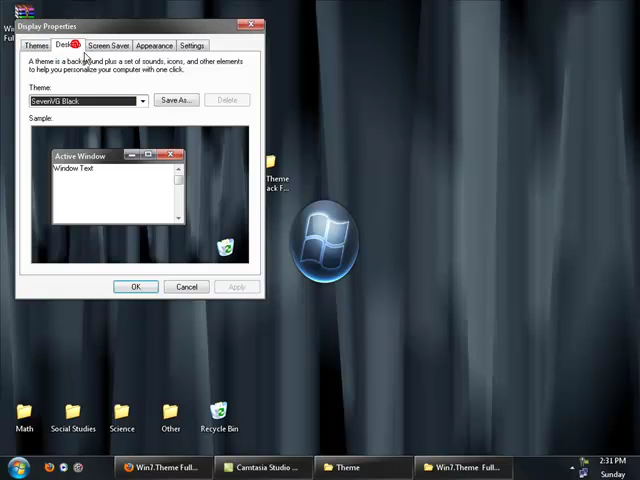 Display Properties
Themes
Screen Saver
Appearance
Settings
A theme is a background plus a set of sounds, icons, and other elements
to help you personalize your computer with one click.
Theme:
SevenVG Black
Save As...
Delete
Sample:
Active Window
Window Text
OK
Cancel
Apply
Theme
ack F...
Math
Social Studies
Science
Other
Recycle Bin
Win7.Theme Full...
Camtasia Studio ...
Theme
Win7.Theme Full...
2:31 PM
Sunday